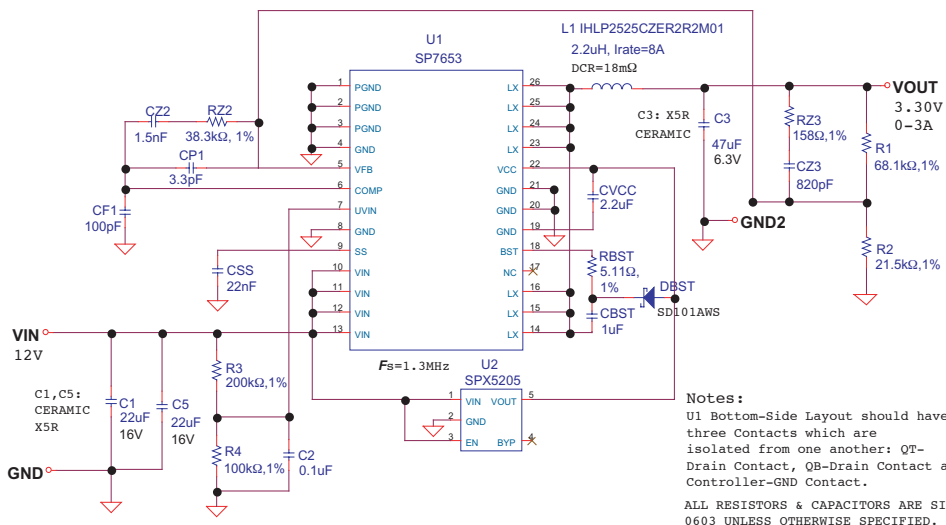 L1 IHLP2525CZER2R2M01
2.2uH, Irate=8A
DCR=18mΩ
U1
SP7653
1 PGND LX 26
2 PGND LX 25
3 PGND LX 24
4 GND LX 23
5 VFB VCC 22
6 COMP GND 21
7 UVIN GND 20
8 GND GND 19
9 SS BST 18
10 VIN NC 17
11 VIN LX 16
12 VIN LX 15
13 VIN LX 14
CZ2
1.5nF
RZ2
38.3kΩ, 1%
CP1
3.3pF
CF1
100pF
CSS
22nF
VIN
12V
C1,C5:
CERAMIC
X5R
C1
22uF
16V
C5
22uF
16V
R3
200kΩ,1%
R4
100kΩ,1%
C2
0.1uF
GND
Fs=1.3MHz
U2
SPX5205
1 VIN VOUT 5
2 GND
3 EN BYP 4
CVCC
2.2uF
RBST
5.11Ω,
1%
DBST
SD101AWS
CBST
1uF
C3: X5R
CERAMIC
C3
47uF
6.3V
RZ3
158Ω,1%
CZ3
820pF
R1
68.1kΩ,1%
R2
21.5kΩ,1%
VOUT
3.30V
0-3A
GND2
Notes:
U1 Bottom-Side Layout should have
three Contacts which are
isolated from one another: QT-
Drain Contact, QB-Drain Contact a
Controller-GND Contact.
ALL RESISTORS & CAPACITORS ARE SI
0603 UNLESS OTHERWISE SPECIFIED.